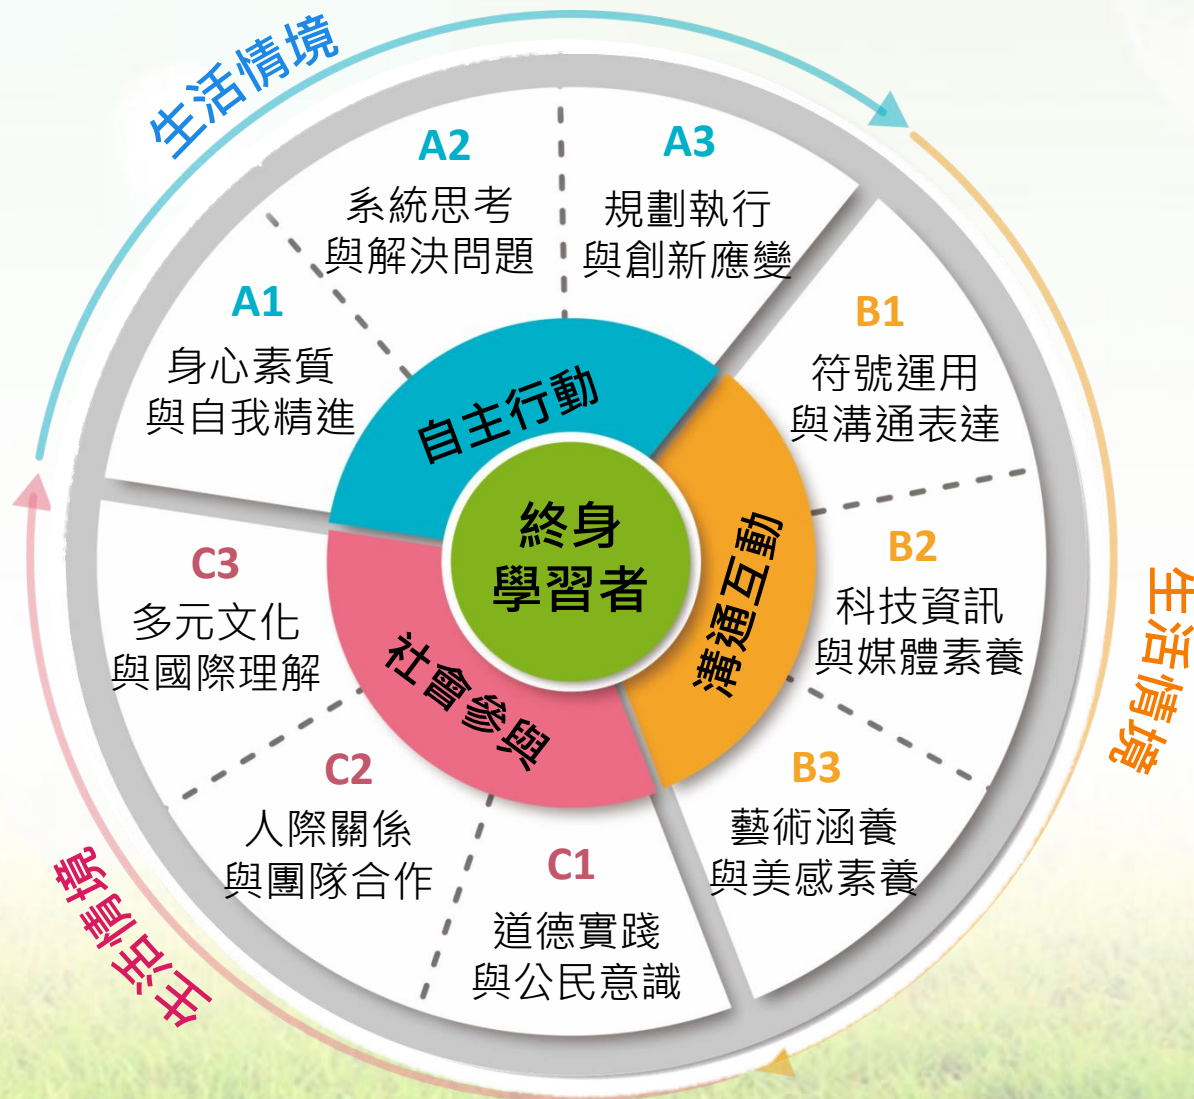 生活情境
A1
身心素質
與自我精進
A2
系統思考
與解決問題
A3
規劃執行
與創新應變
B1
符號運用
與溝通表達
B2
科技資訊
與媒體素養
B3
藝術涵養
與美感素養
C1
道德實踐
與公民意識
C2
人際關係
與團隊合作
C3
多元文化
與國際理解
自主行動
溝通互動
社會參與
終身
學習者
生活情境
生活情境